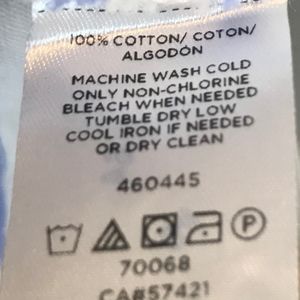 100% COTTON/ COTON/
ALGODÓN
MACHINE WASH COLD
ONLY NON-CHLORINE
BLEACH WHEN NEEDED
TUMBLE DRY LOW
COOL IRON IF NEEDED
OR DRY CLEAN
460445
P
70068
CA#57421